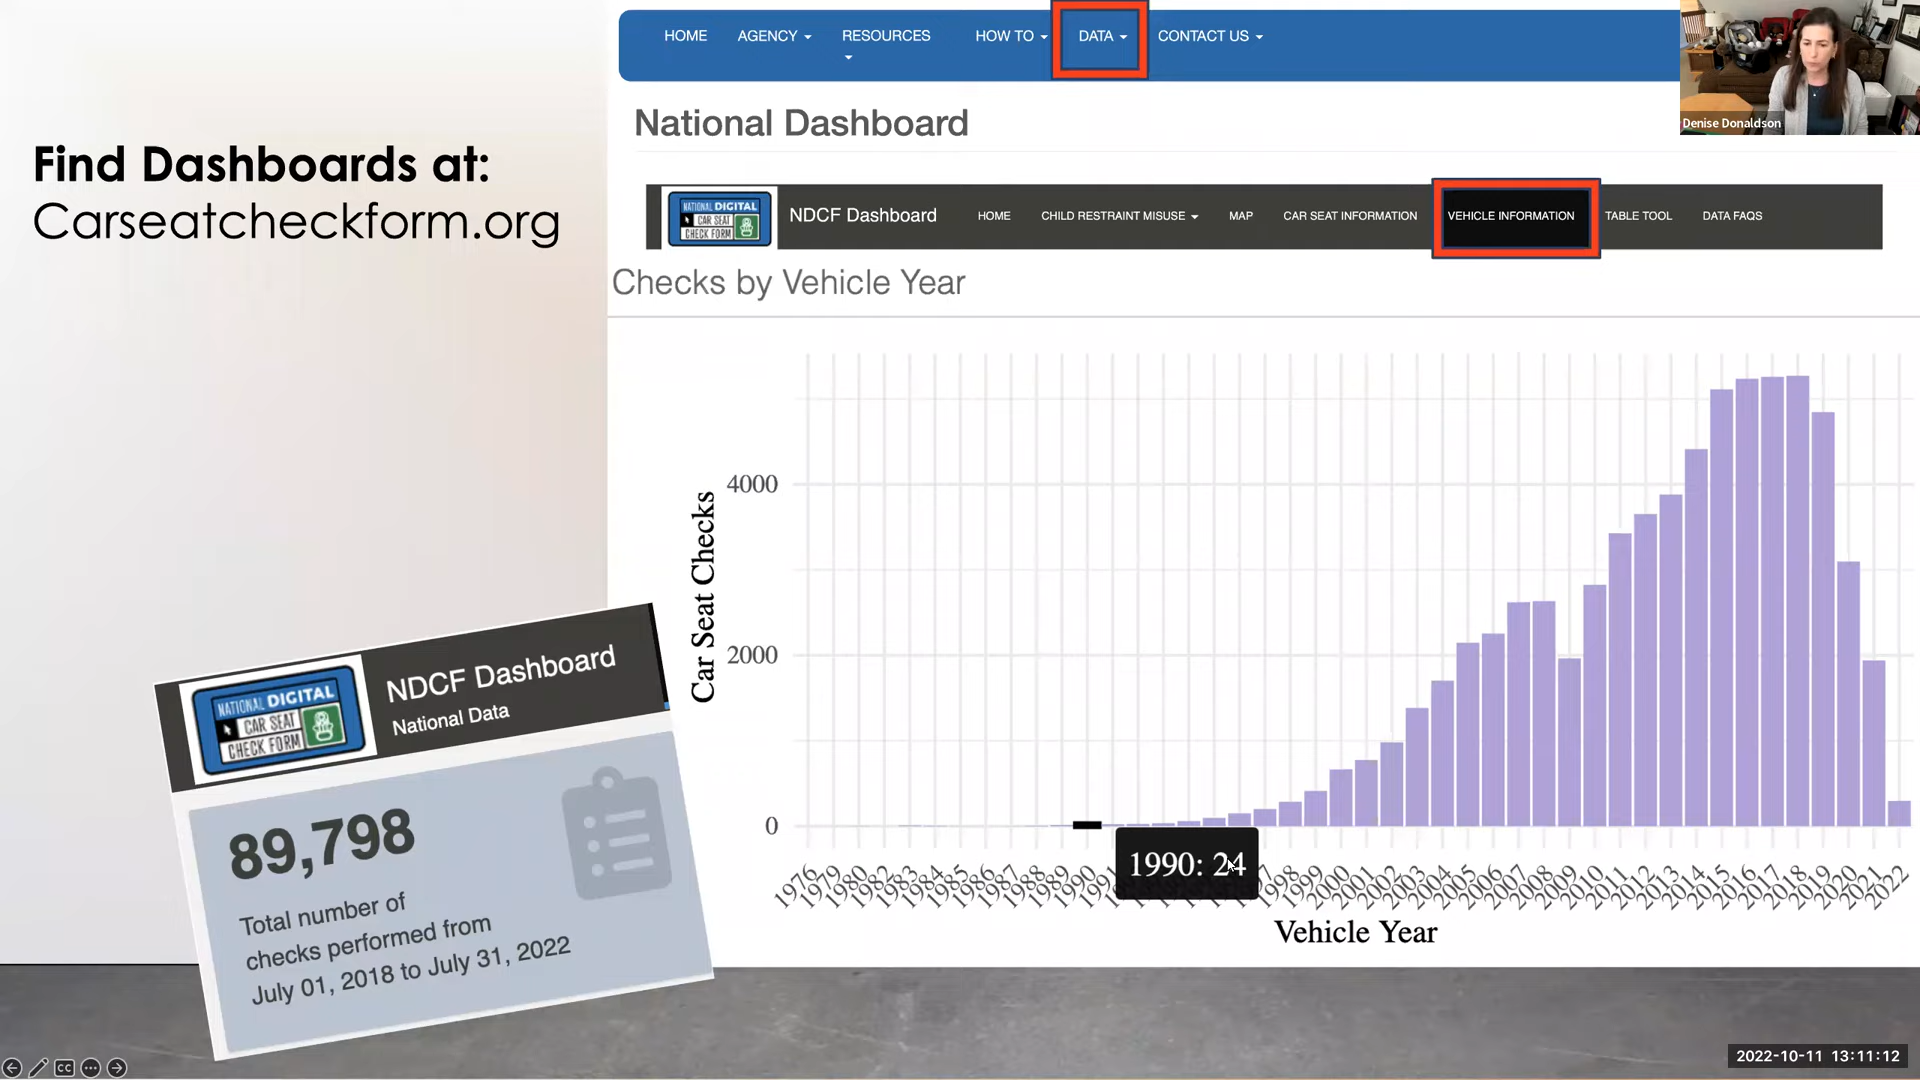 HOME AGENCY RESOURCES HOW TO DATA CONTACT US
Denise Donaldson
National Dashboard
Find Dashboards at:
Carseatcheckform.org
NATIONAL DIGITAL
CAR SEAT
CHECK FORM
NDCF Dashboard HOME CHILD RESTRAINT MISUSE MAP CAR SEAT INFORMATION VEHICLE INFORMATION TABLE TOOL DATA FAQS
Checks by Vehicle Year
4000
2000
0
Car Seat Checks
1990: 24
1976 1979 1980 1982 1983 1984 1985 1986 1987 1988 1989 1990 1998 1999 2000 2001 2002 2003 2004 2005 2006 2007 2008 2009 2010 2011 2012 2013 2014 2015 2016 2017 2018 2019 2020 2021 2022
Vehicle Year
NATIONAL DIGITAL
CAR SEAT
CHECK FORM
NDCF Dashboard
National Data
89,798
Total number of
checks performed from
July 01, 2018 to July 31, 2022
CC
2022-10-11 13:11:12